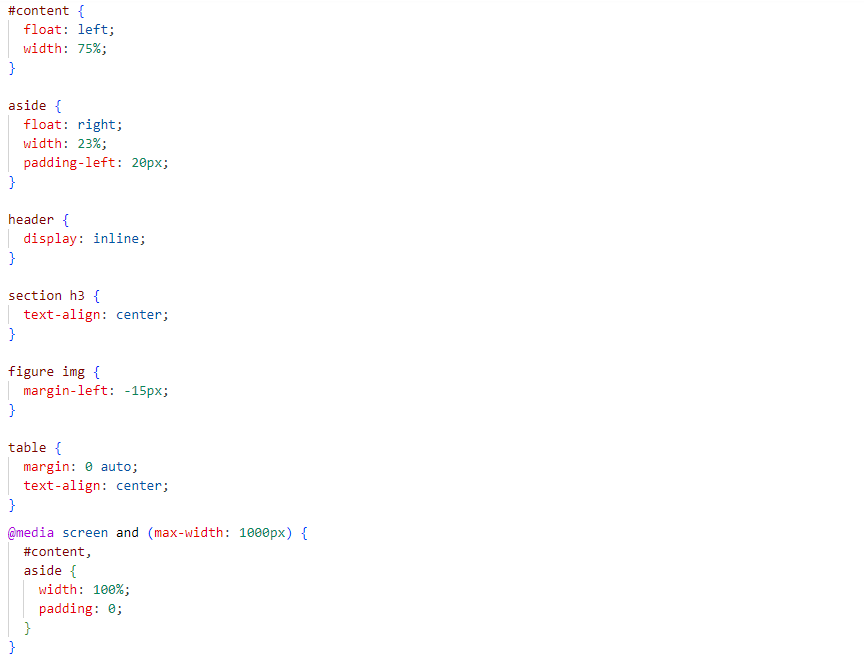 #content {
  float: left;
  width: 75%;
}

aside {
  float: right;
  width: 23%;
  padding-left: 20px;
}

header {
  display: inline;
}

section h3 {
  text-align: center;
}

figure img {
  margin-left: -15px;
}

table {
  margin: 0 auto;
  text-align: center;
}
@media screen and (max-width: 1000px) {
  #content,
  aside {
    width: 100%;
    padding: 0;
  }
}